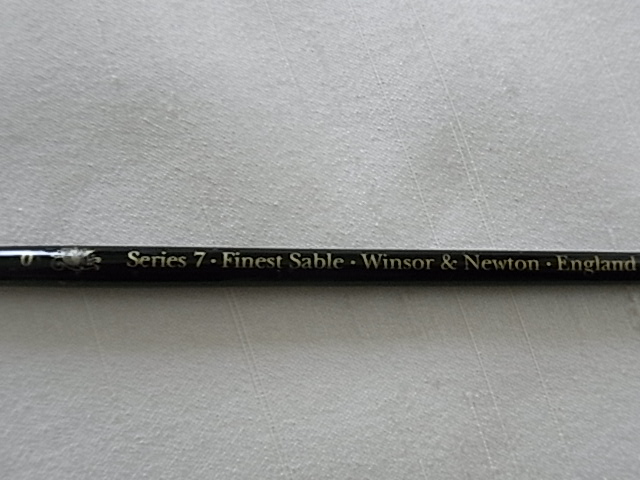 0 Series 7 · Finest Sable · Winsor & Newton · England